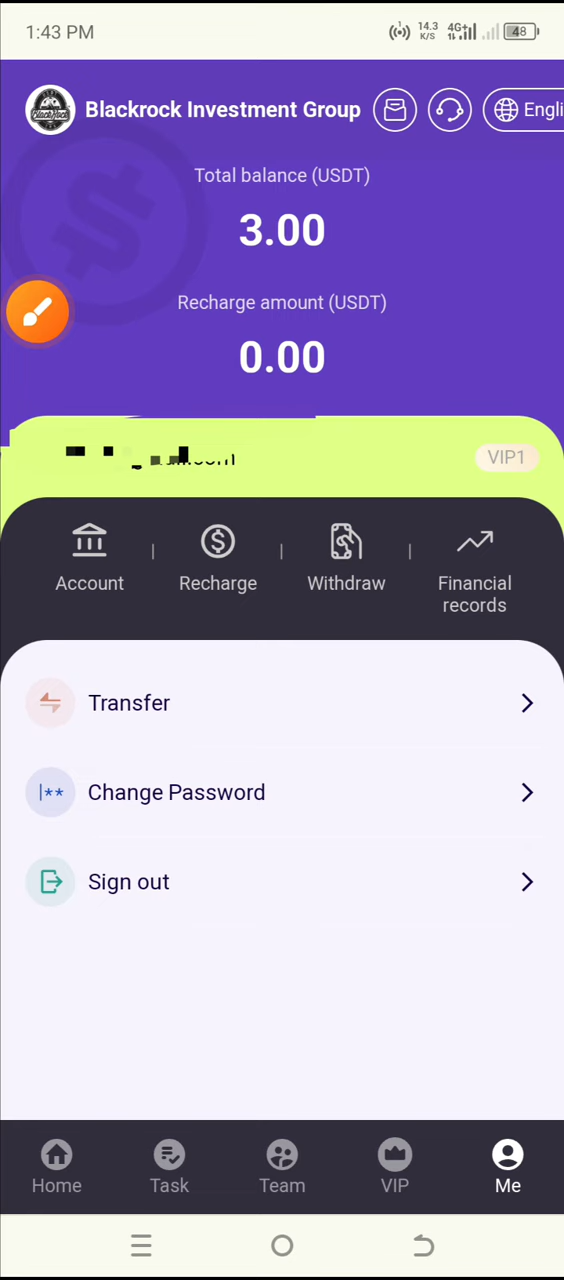 1:43 PM 14.3 K/S 4G+ 48
Blackrock Investment Group Engli
Total balance (USDT)
3.00
Recharge amount (USDT)
0.00
VIP1
Account | Recharge | Withdraw | Financial records
Transfer
|** Change Password
Sign out
Home Task Team VIP Me